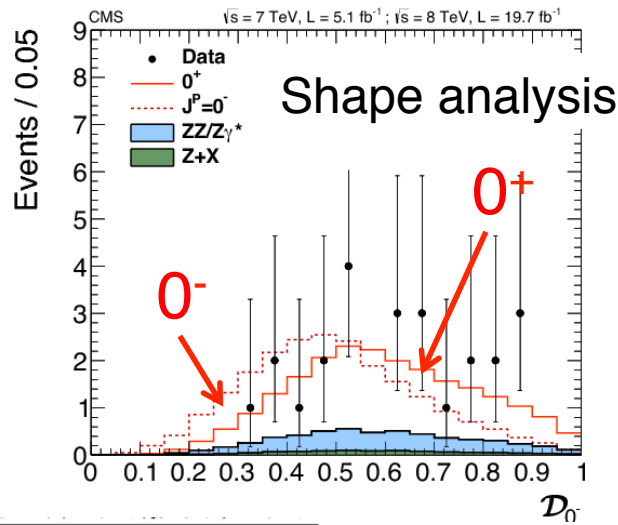 CMS √s = 7 TeV, L = 5.1 fb⁻¹ ; √s = 8 TeV, L = 19.7 fb⁻¹
Events / 0.05
9
8
7
6
5
4
3
2
1
0
Data
0⁺
Jᴾ=0⁻
ZZ/Zγ*
Z+X
Shape analysis
0⁺
0⁻
0 0.1 0.2 0.3 0.4 0.5 0.6 0.7 0.8 0.9 1
𝒟₀⁻